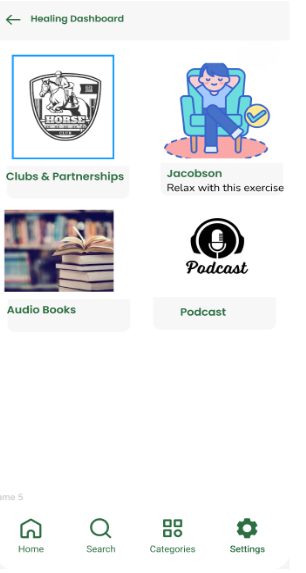 Healing Dashboard
HORSE
Clubs & Partnerships
Jacobson
Relax with this exercise
Podcast
Audio Books
Podcast
ame 5
Home
Search
Categories
Settings